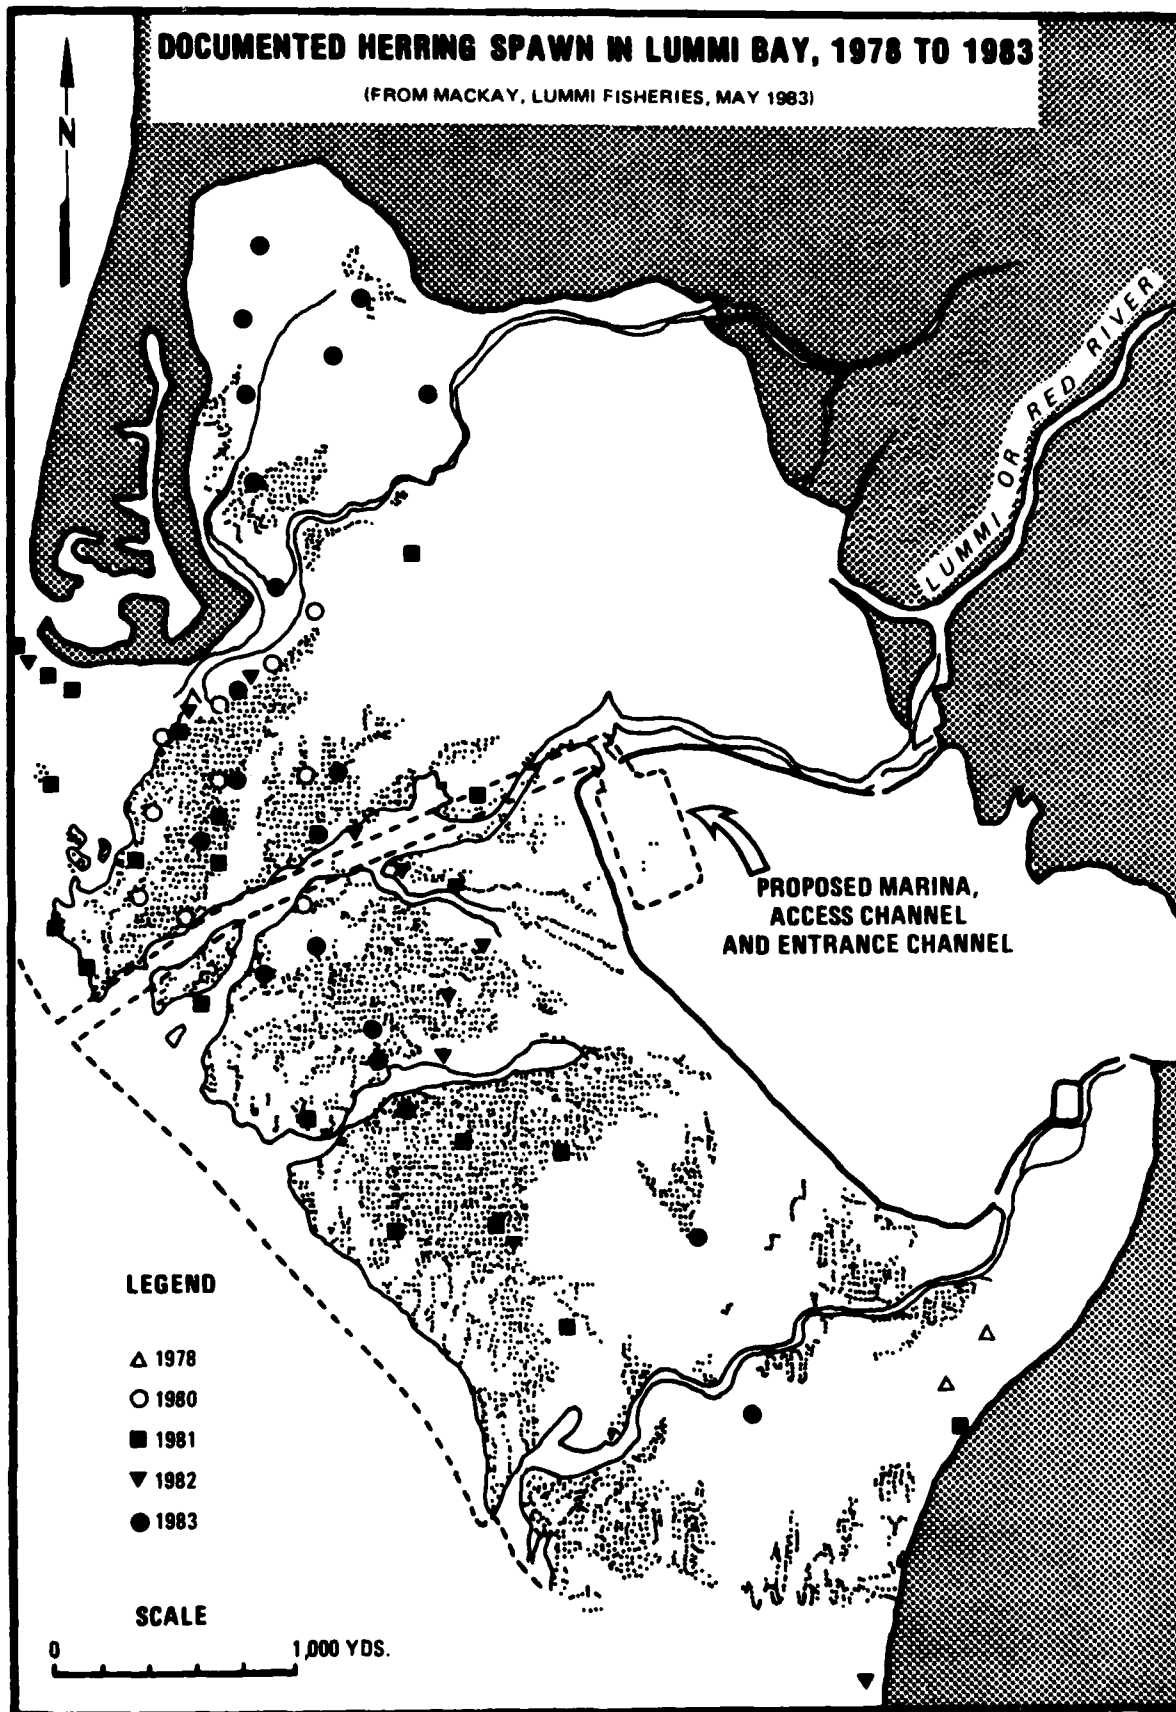 DOCUMENTED HERRING SPAWN IN LUMMI BAY, 1978 TO 1983
(FROM MACKAY, LUMMI FISHERIES, MAY 1983)
N
LUMMI OR RED RIVER
PROPOSED MARINA,
ACCESS CHANNEL
AND ENTRANCE CHANNEL
LEGEND
1978
1980
1981
1982
1983
SCALE
0 1,000 YDS.